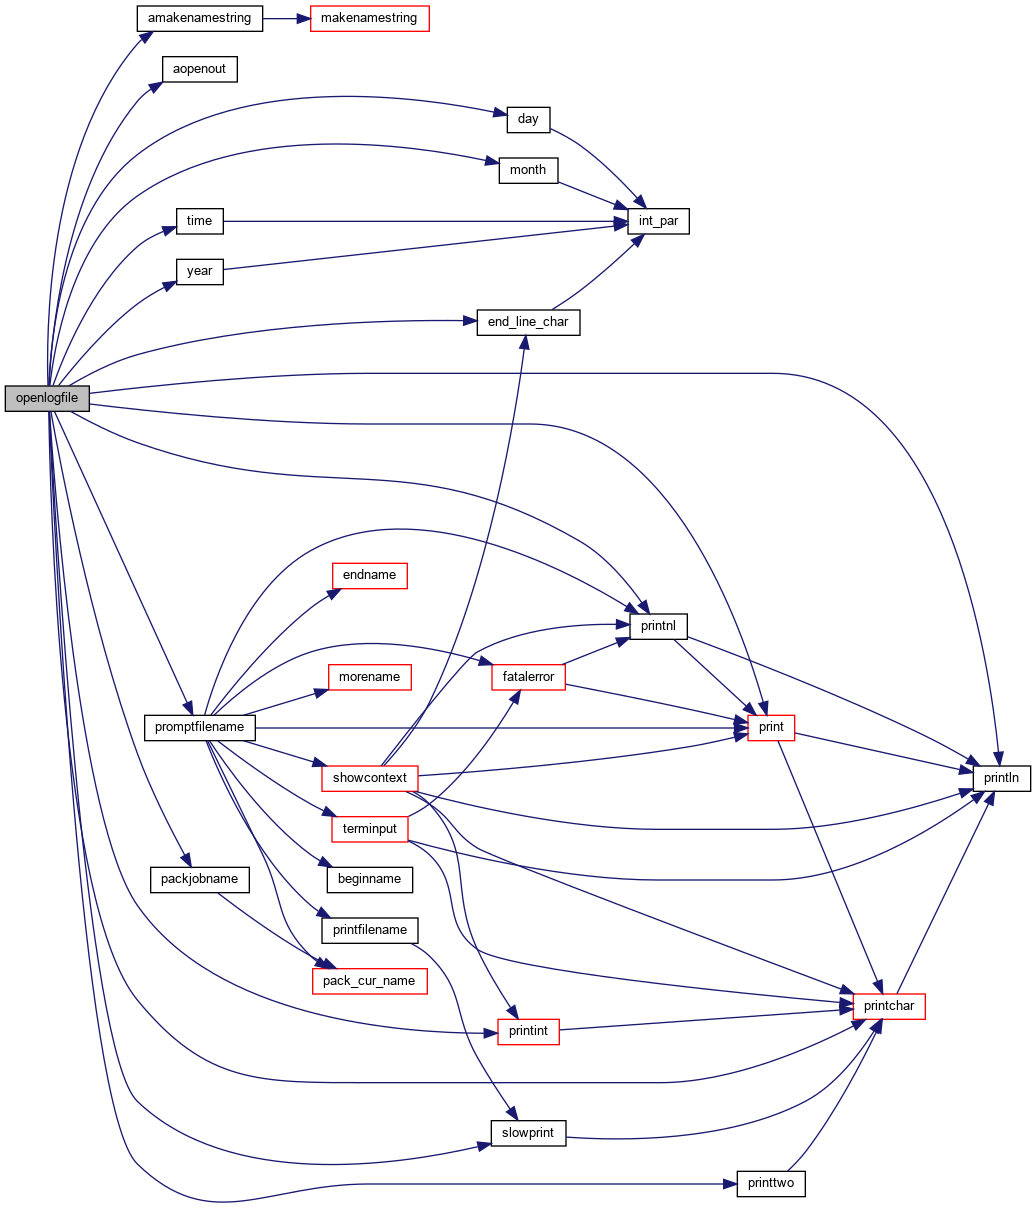 amakenamestring
makenamestring
aopenout
day
month
time
int_par
year
end_line_char
openlogfile
endname
printnl
morename
fatalerror
promptfilename
print
showcontext
println
terminput
packjobname
beginname
printfilename
pack_cur_name
printchar
printint
slowprint
printtwo